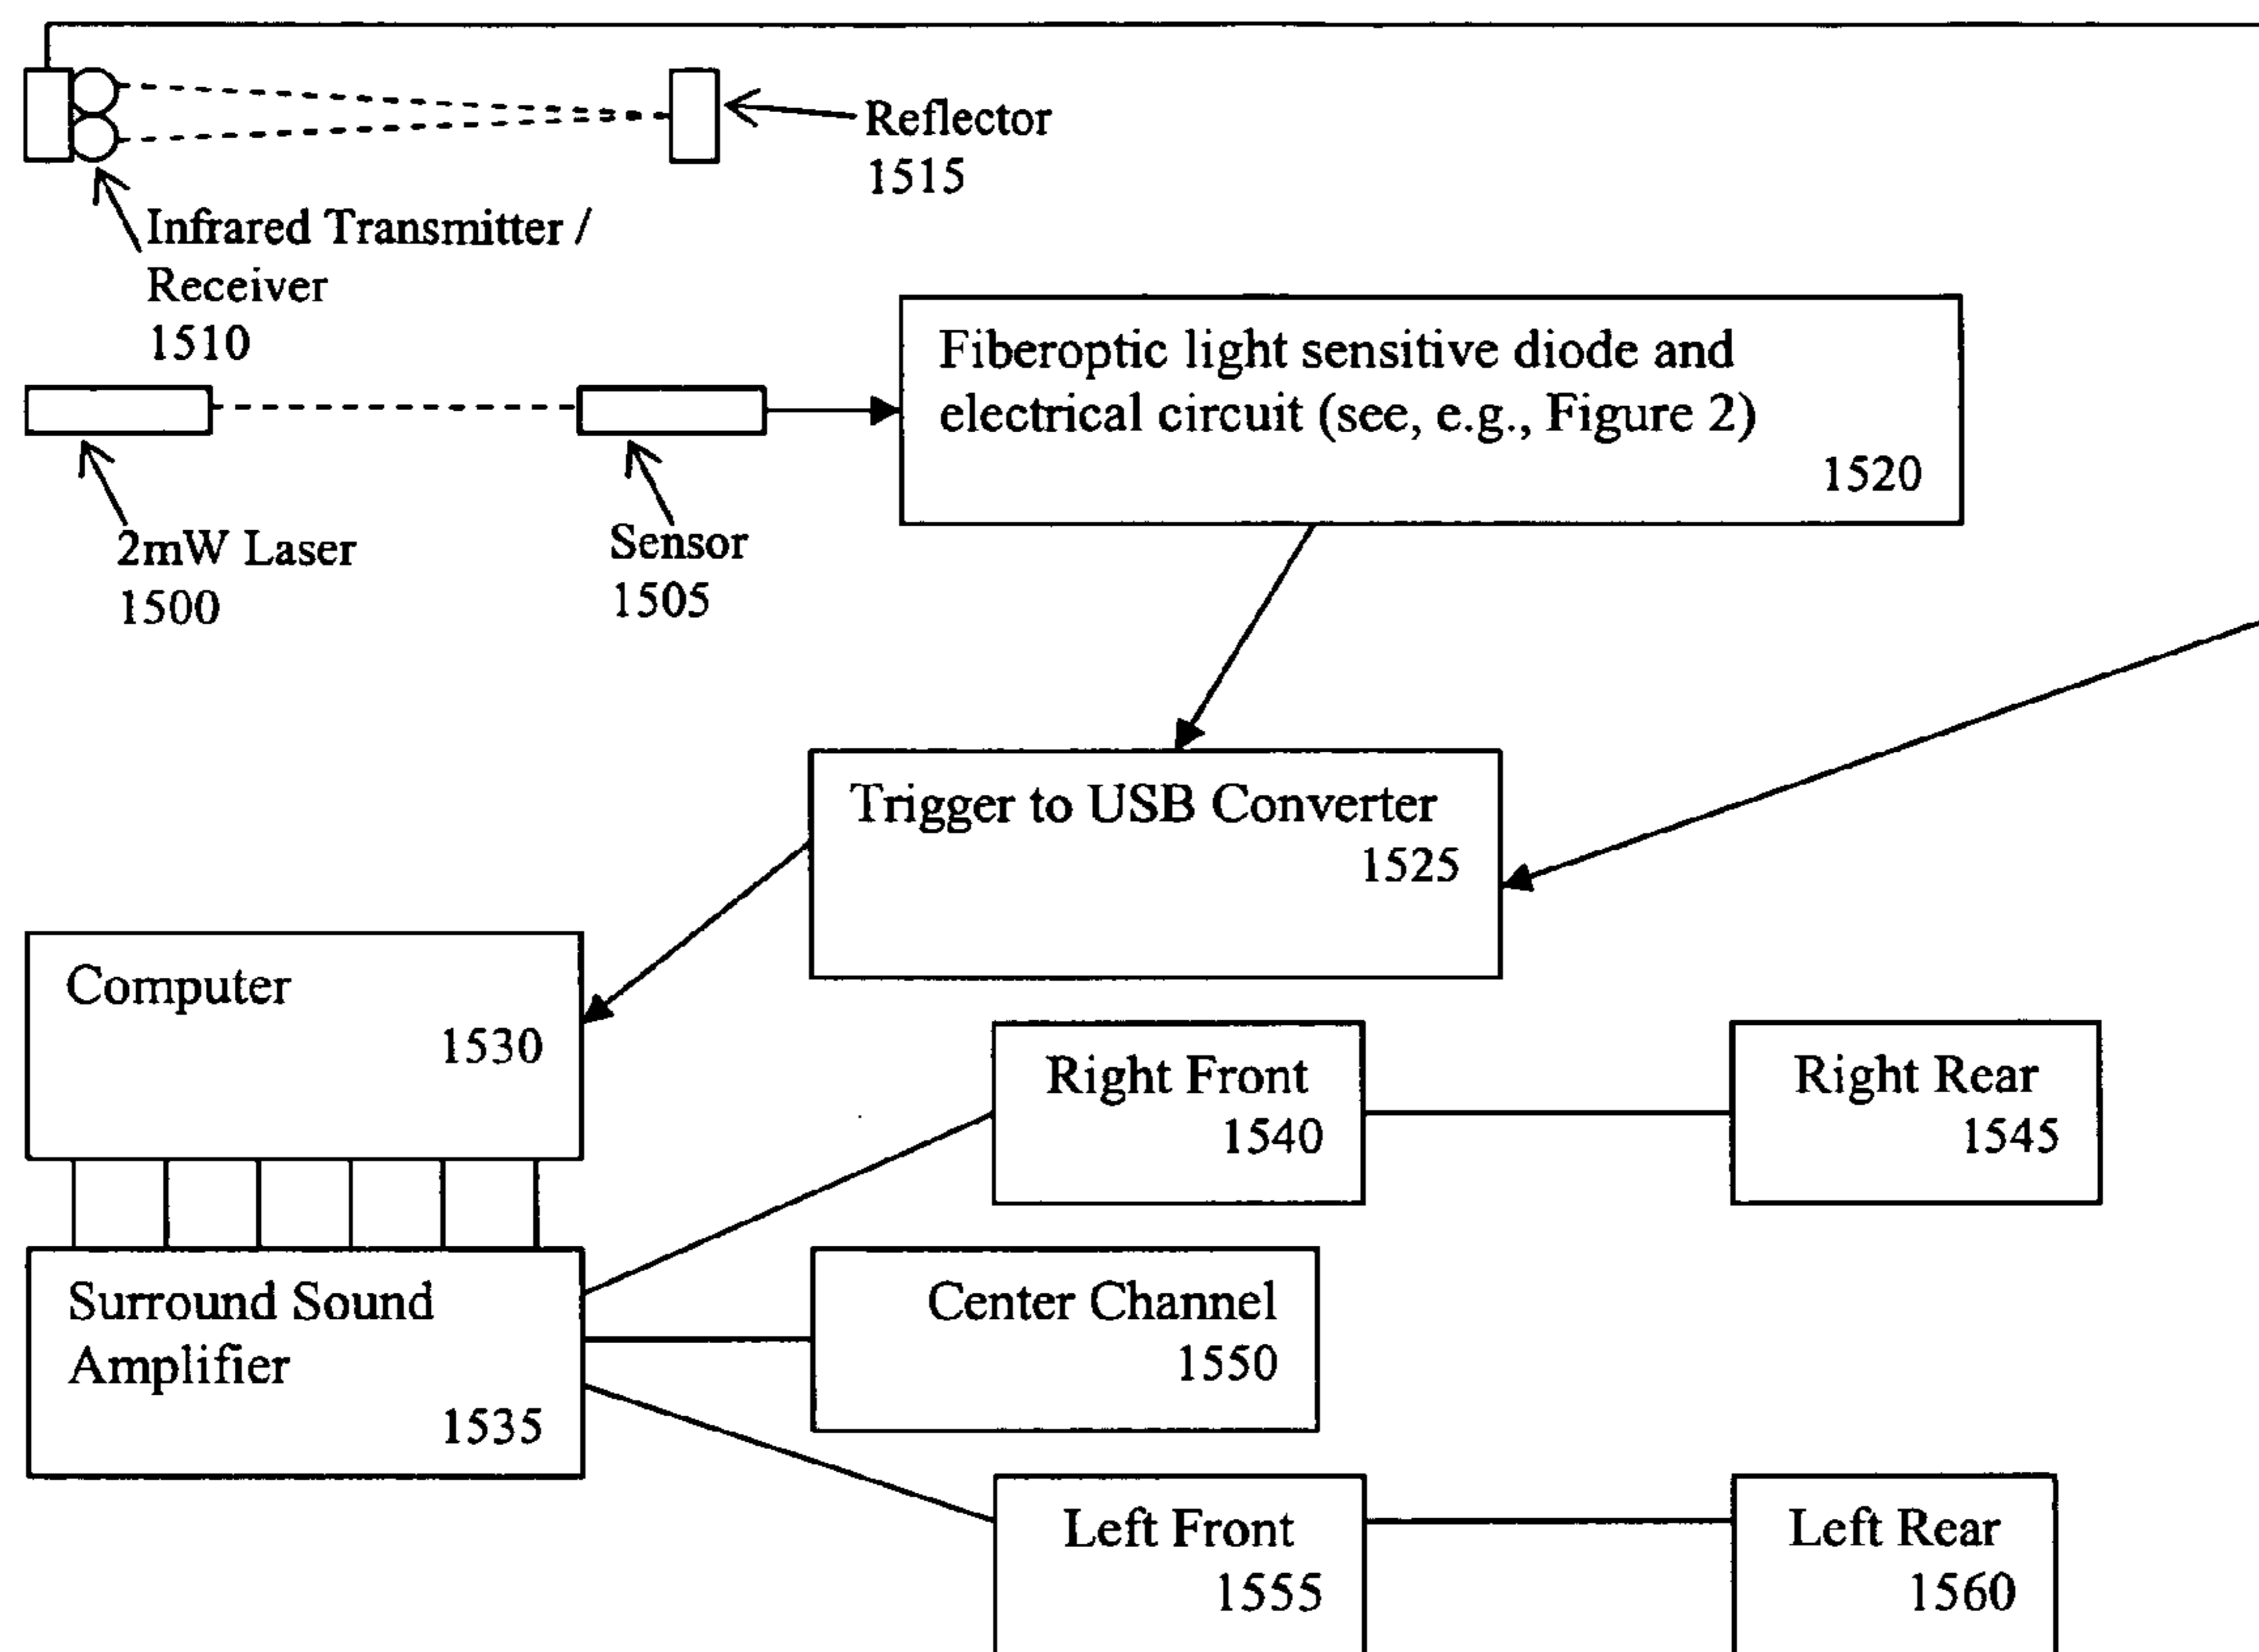 Reflector
1515
Infrared Transmitter /
Receiver
1510
Fiberoptic light sensitive diode and
electrical circuit (see, e.g., Figure 2)
1520
2mW Laser
1500
Sensor
1505
Trigger to USB Converter
1525
Computer
1530
Right Front
1540
Right Rear
1545
Surround Sound
Amplifier
1535
Center Channel
1550
Left Front
1555
Left Rear
1560